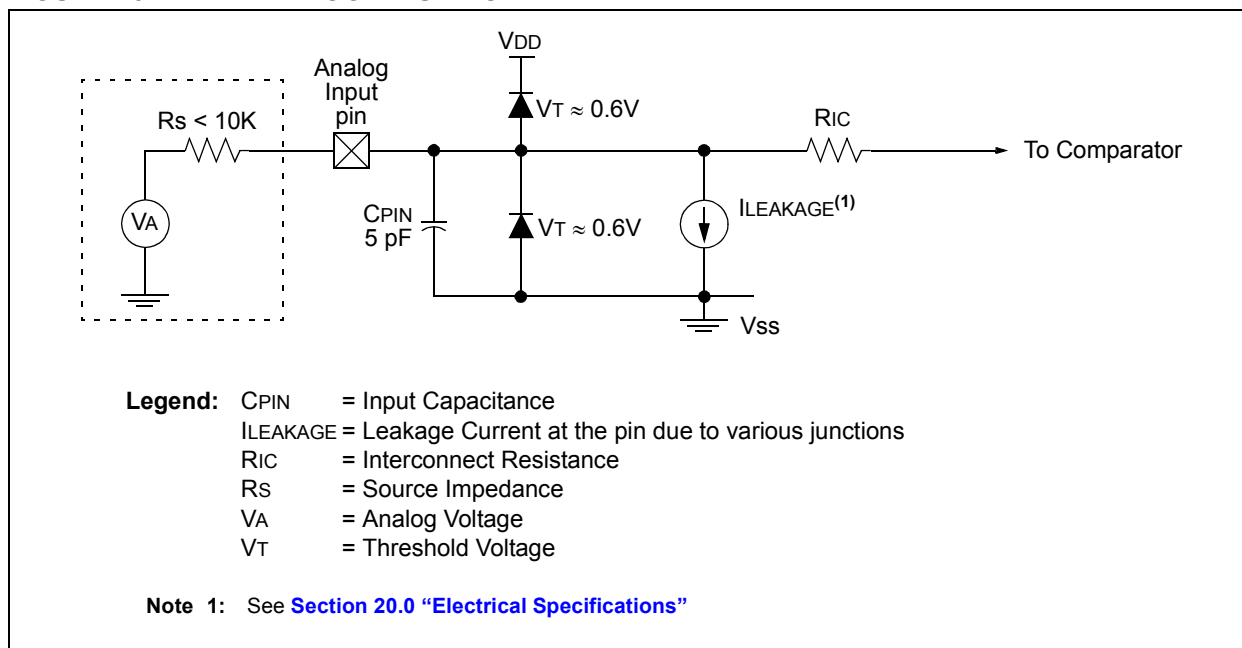 VDD
Analog
Input
pin
VT ≈ 0.6V
Rs < 10K
RIC
To Comparator
VA
CPIN
5 pF
VT ≈ 0.6V
ILEAKAGE(1)
Vss
Legend: CPIN = Input Capacitance
ILEAKAGE = Leakage Current at the pin due to various junctions
RIC = Interconnect Resistance
RS = Source Impedance
VA = Analog Voltage
VT = Threshold Voltage
Note 1: See Section 20.0 “Electrical Specifications”